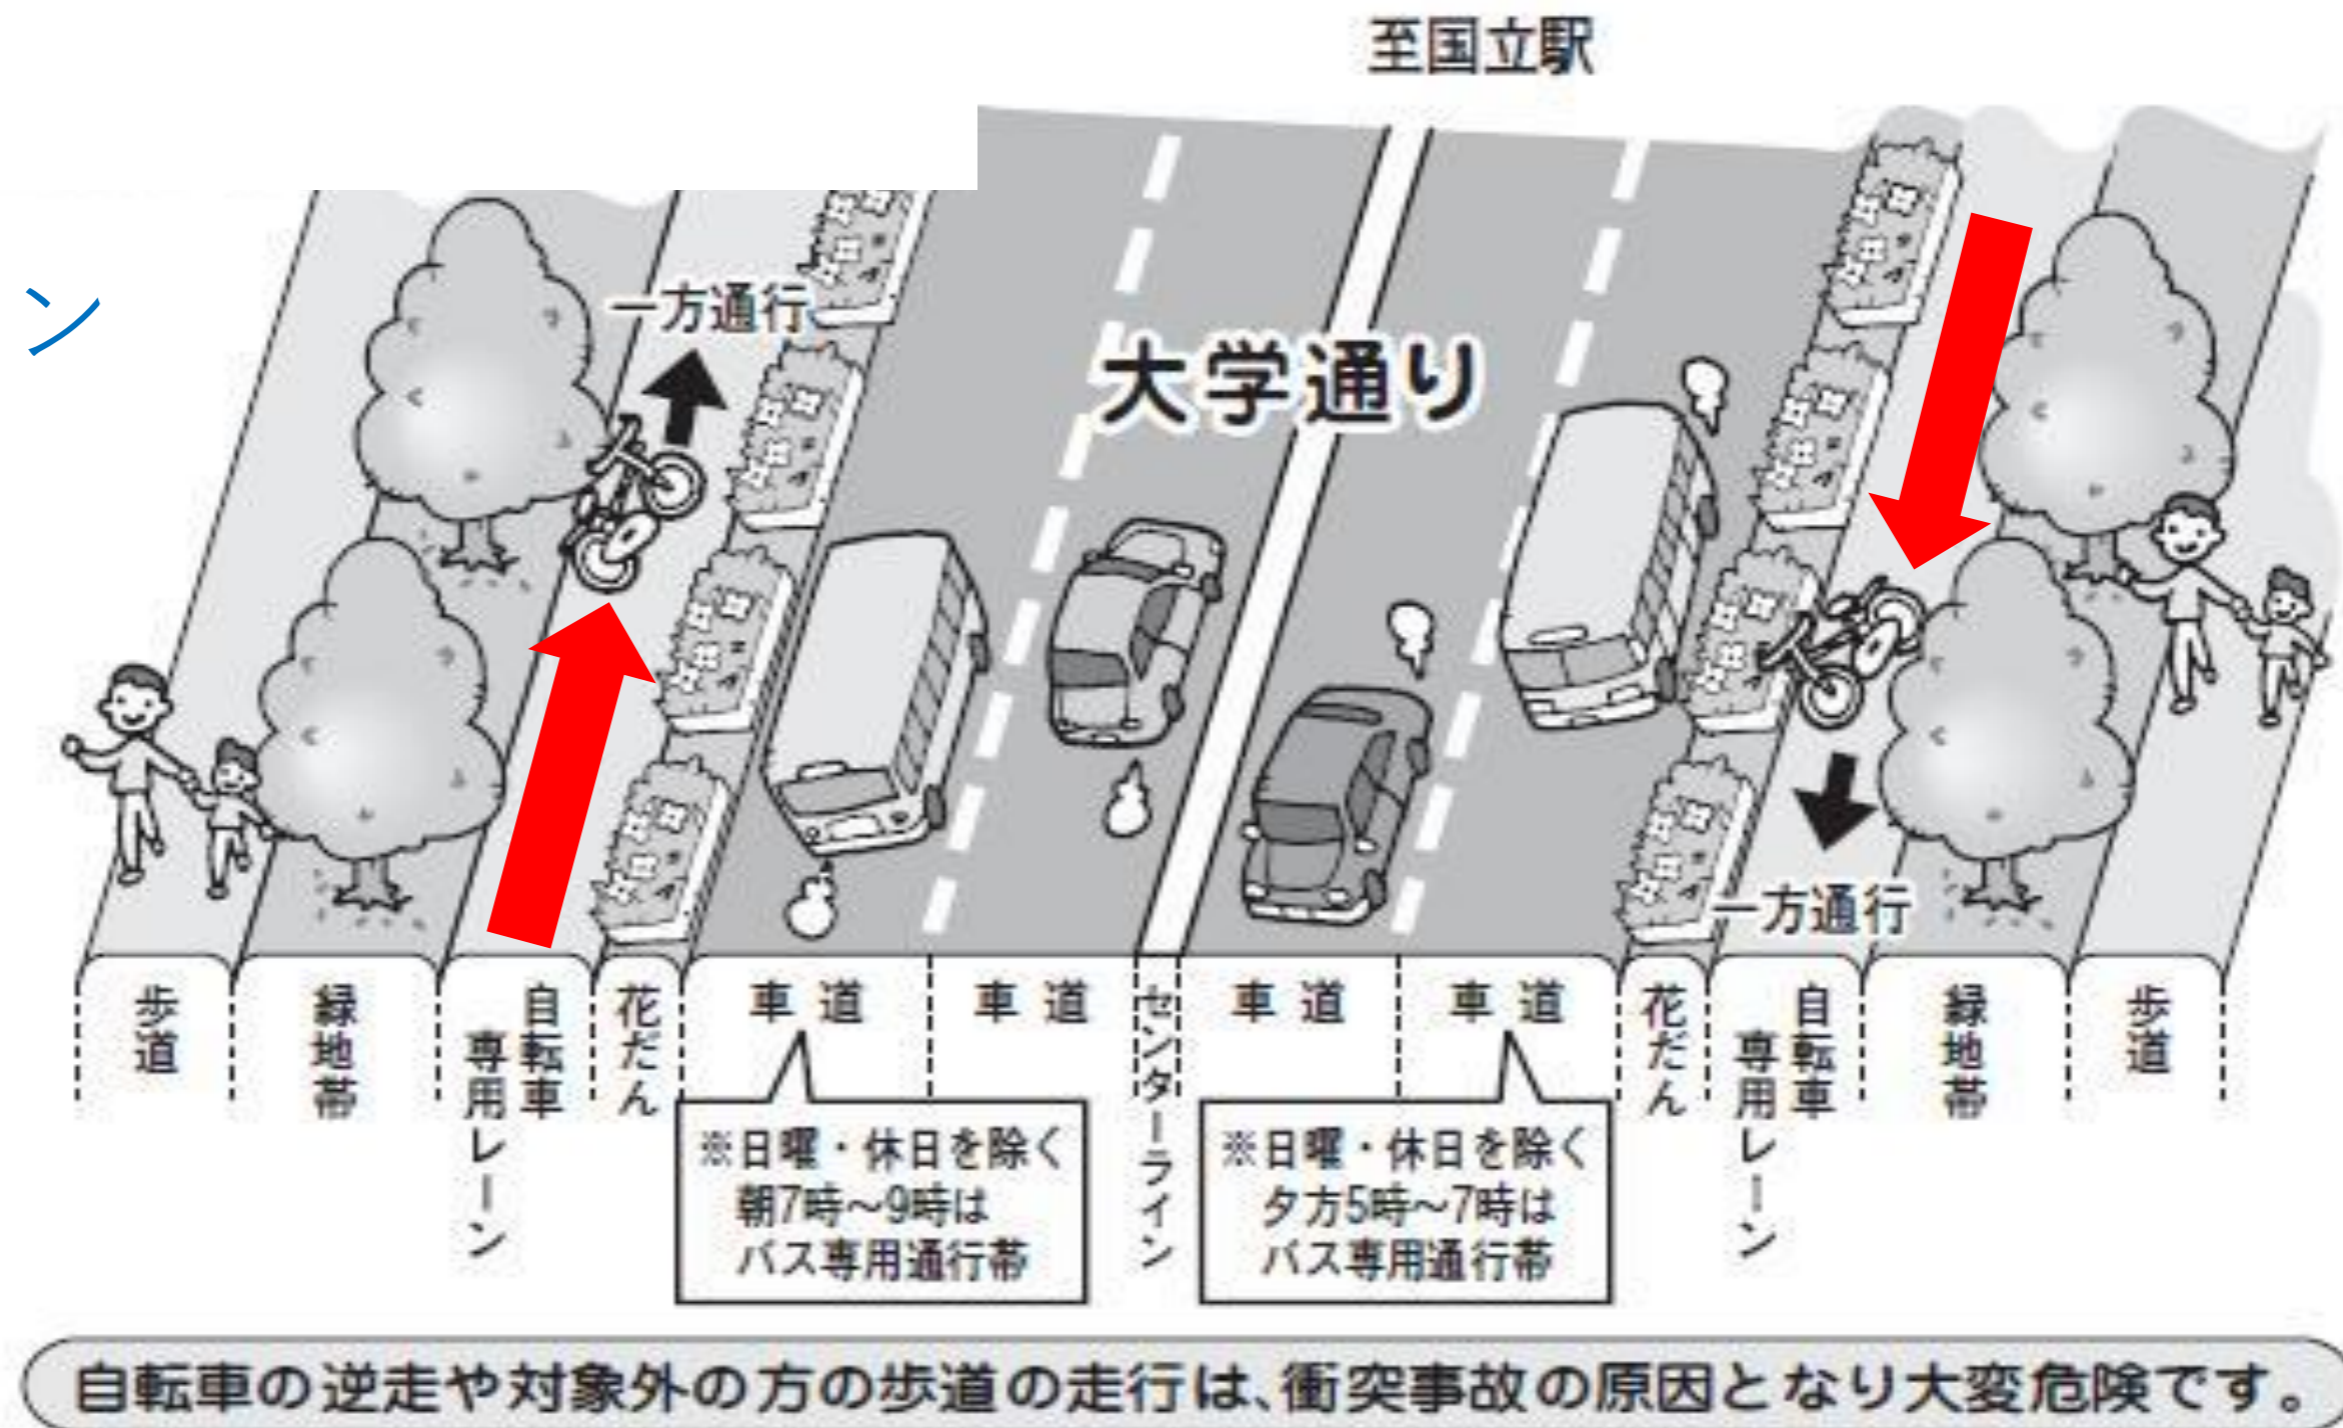 至国立駅
ン
一方通行
大学通り
一方通行
歩道
緑地帯
自転車
専用レーン
花だん
車道
車道
センターライン
車道
車道
花だん
自転車
専用レーン
緑地帯
歩道
※日曜・休日を除く
朝7時～9時は
バス専用通行帯
※日曜・休日を除く
夕方5時～7時は
バス専用通行帯
自転車の逆走や対象外の方の歩道の走行は、衝突事故の原因となり大変危険です。